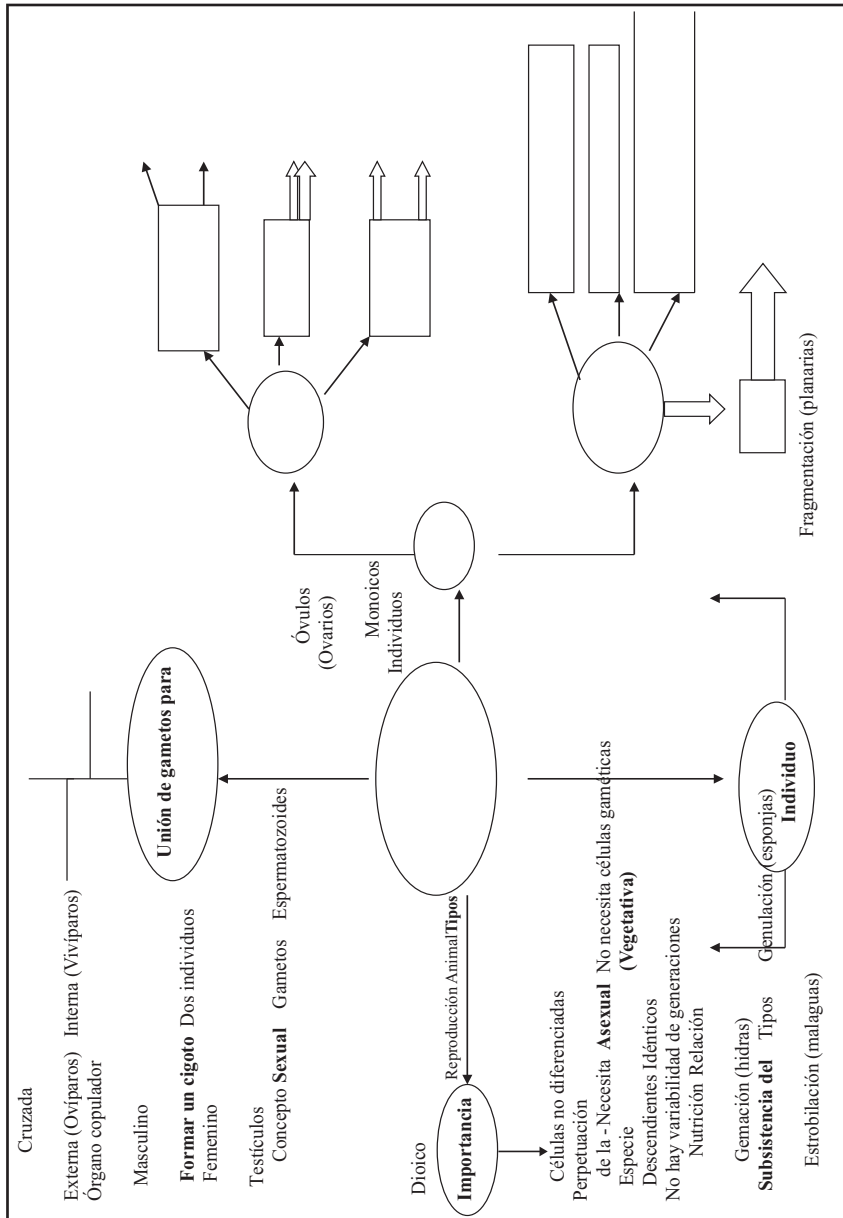 Cruzada
Externa (Ovíparos) Interna (Vivíparos)
Órgano copulador
Unión de gametos para
Masculino
Formar un cigoto Dos individuos
Femenino
Testículos
Concepto Sexual Gametos Espermatozoides
Óvulos
(Ovarios)
Monoicos
Individuos
Dioico
Reproducción Animal Tipos
Importancia
Células no diferenciadas
Perpetuación
de la - Necesita Asexual No necesita células gaméticas
Especie (Vegetativa)
Descendientes Idénticos
No hay variabilidad de generaciones
Nutrición Relación
Gemación (hidras)
Subsistencia del Tipos Genulación (esponjas)
Individuo
Estrobilación (malaguas)
Fragmentación (planarias)